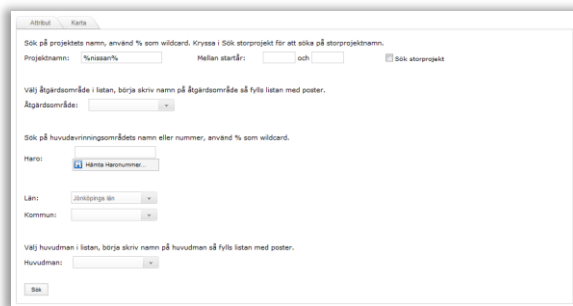 Attribut Karta
Sök på projektets namn, använd % som wildcard. Kryssa i Sök storprojekt för att söka på storprojektnamn.
Projektnamn: %nissan% Mellan startår: och Sök storprojekt
Välj åtgärdsområde i listan, börja skriv namn på åtgärdsområde så fylls listan med poster.
Åtgärdsområde:
Sök på huvudavrinningsområdets namn eller nummer, använd % som wildcard.
Haro:
Hämta Haronummer...
Län: Jönköpings län
Kommun:
Välj huvudman i listan, börja skriv namn på huvudman så fylls listan med poster.
Huvudman:
Sök